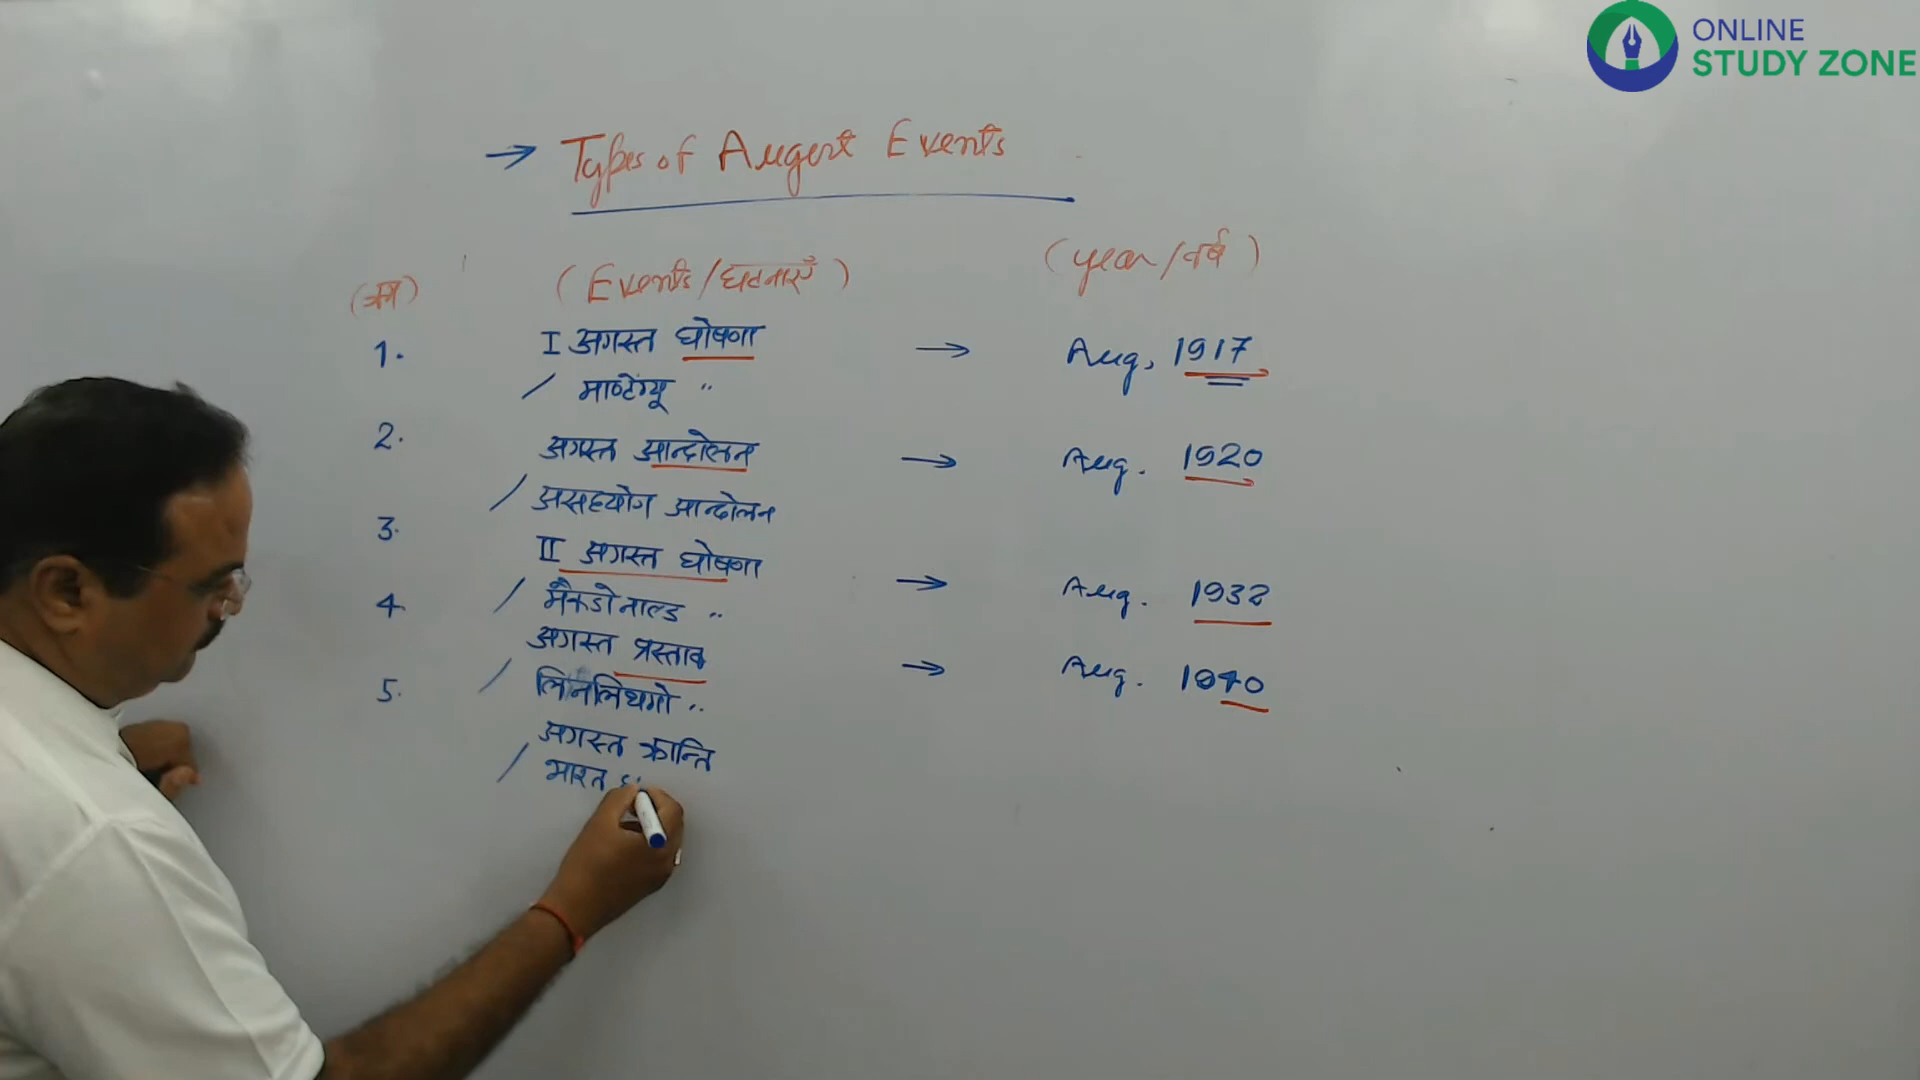 ONLINE
STUDY ZONE
→ Types of August Events
(क्रम) (Events/घटनाएँ) (year/वर्ष)
1. I अगस्त घोषणा → Aug, 1917
/ माण्टेग्यू "
2. अगस्त आन्दोलन → Aug. 1920
/ असहयोग आन्दोलन
3. II अगस्त घोषणा → Aug. 1932
/ मैकडोनाल्ड "
4. अगस्त प्रस्ताव → Aug. 1940
/ लिनलिथगो "
5. अगस्त क्रान्ति
/ भारत